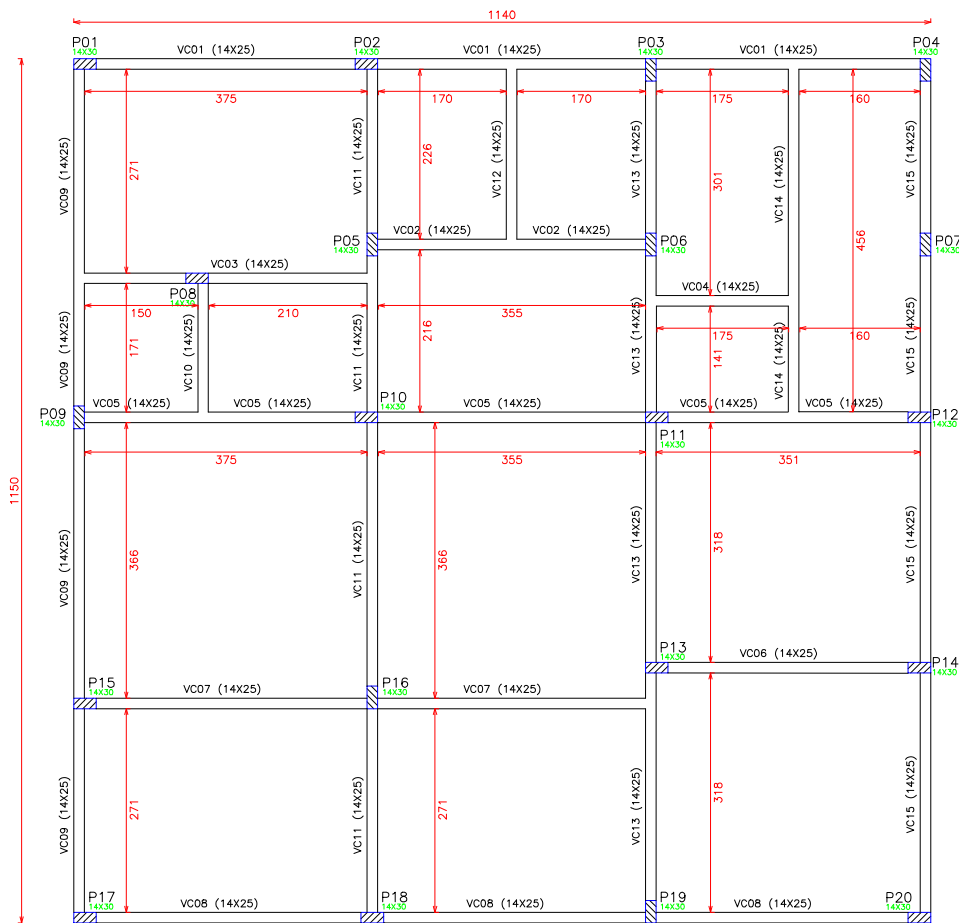 1140
P01 P02 P03 P04
14X30 14X30 14X30 14X30
VC01 (14X25) VC01 (14X25) VC01 (14X25)
375 170 170 175 160
VC09 (14X25) 271 VC11 (14X25) 226 VC12 (14X25) VC13 (14X25) 301 VC14 (14X25) 456 VC15 (14X25)
VC02 (14X25) VC02 (14X25)
P05 P06 P07
14X30 14X30 14X30
VC03 (14X25)
VC04 (14X25)
P08
14X30
150 210 355 175 160
VC09 (14X25) 171 VC10 (14X25) VC11 (14X25) 216 VC13 (14X25) 141 VC14 (14X25) VC15 (14X25)
P10
14X30
VC05 (14X25) VC05 (14X25) VC05 (14X25) VC05 (14X25) VC05 (14X25)
P09 P12
14X30 14X30
P11
14X30
375 355 351
1150
VC09 (14X25) 366 VC11 (14X25) 366 VC13 (14X25) 318 VC15 (14X25)
P13 VC06 (14X25) P14
14X30 14X30
P15 VC07 (14X25) P16 VC07 (14X25)
14X30 14X30
VC09 (14X25) 271 VC11 (14X25) 271 VC13 (14X25) 318 VC15 (14X25)
P17 VC08 (14X25) P18 VC08 (14X25) P19 VC08 (14X25) P20
14X30 14X30 14X30 14X30